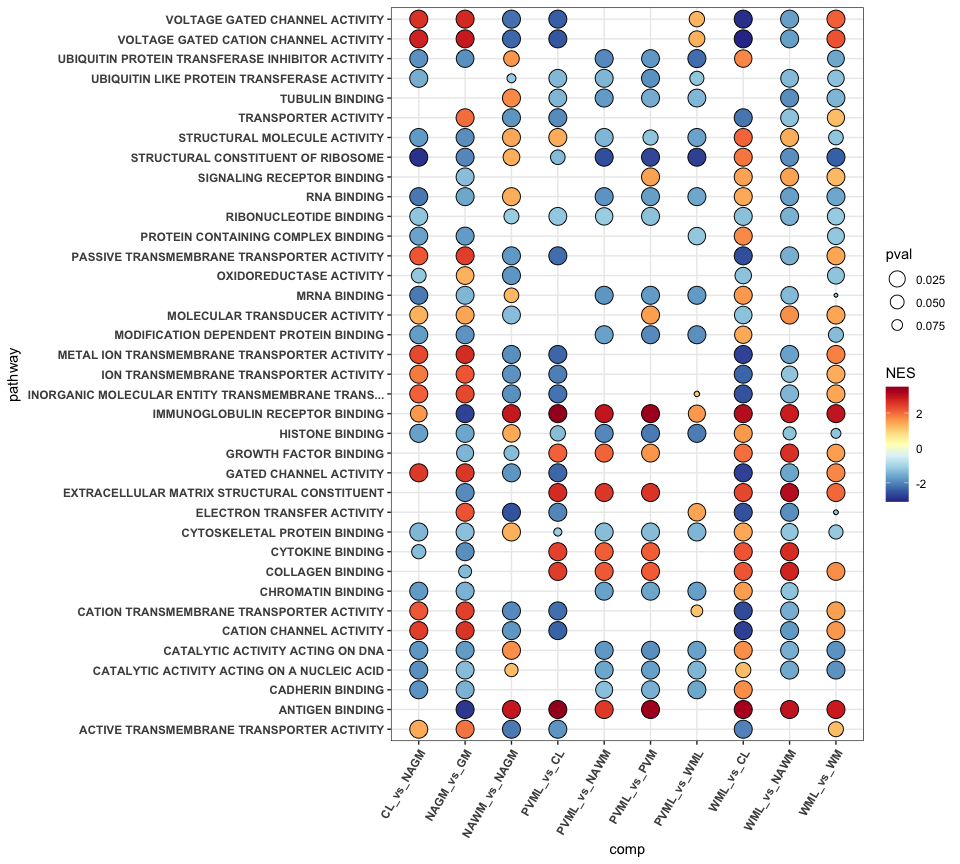 VOLTAGE GATED CHANNEL ACTIVITY
VOLTAGE GATED CATION CHANNEL ACTIVITY
UBIQUITIN PROTEIN TRANSFERASE INHIBITOR ACTIVITY
UBIQUITIN LIKE PROTEIN TRANSFERASE ACTIVITY
TUBULIN BINDING
TRANSPORTER ACTIVITY
STRUCTURAL MOLECULE ACTIVITY
STRUCTURAL CONSTITUENT OF RIBOSOME
SIGNALING RECEPTOR BINDING
RNA BINDING
RIBONUCLEOTIDE BINDING
PROTEIN CONTAINING COMPLEX BINDING
PASSIVE TRANSMEMBRANE TRANSPORTER ACTIVITY
OXIDOREDUCTASE ACTIVITY
MRNA BINDING
MOLECULAR TRANSDUCER ACTIVITY
MODIFICATION DEPENDENT PROTEIN BINDING
METAL ION TRANSMEMBRANE TRANSPORTER ACTIVITY
ION TRANSMEMBRANE TRANSPORTER ACTIVITY
INORGANIC MOLECULAR ENTITY TRANSMEMBRANE TRANS...
IMMUNOGLOBULIN RECEPTOR BINDING
HISTONE BINDING
GROWTH FACTOR BINDING
GATED CHANNEL ACTIVITY
EXTRACELLULAR MATRIX STRUCTURAL CONSTITUENT
ELECTRON TRANSFER ACTIVITY
CYTOSKELETAL PROTEIN BINDING
CYTOKINE BINDING
COLLAGEN BINDING
CHROMATIN BINDING
CATION TRANSMEMBRANE TRANSPORTER ACTIVITY
CATION CHANNEL ACTIVITY
CATALYTIC ACTIVITY ACTING ON DNA
CATALYTIC ACTIVITY ACTING ON A NUCLEIC ACID
CADHERIN BINDING
ANTIGEN BINDING
ACTIVE TRANSMEMBRANE TRANSPORTER ACTIVITY
pathway
CL_vs_NAGM
NAGM_vs_GM
NAWM_vs_NAGM
PVML_vs_CL
PVML_vs_NAWM
PVML_vs_PVM
PVML_vs_WML
WML_vs_CL
WML_vs_NAWM
WML_vs_WM
comp
pval
0.025
0.050
0.075
NES
2
0
-2